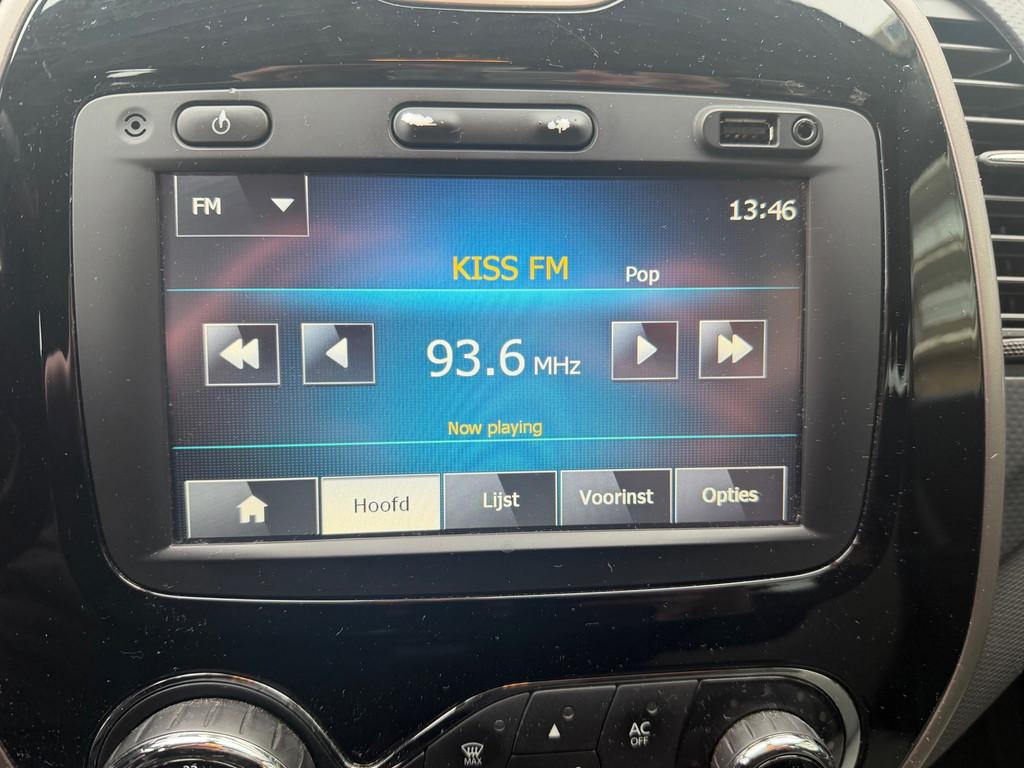 FM
13:46
KISS FM
Pop
93.6 MHz
Now playing
Hoofd
Lijst
Voorinst
Opties
MAX
AC
OFF